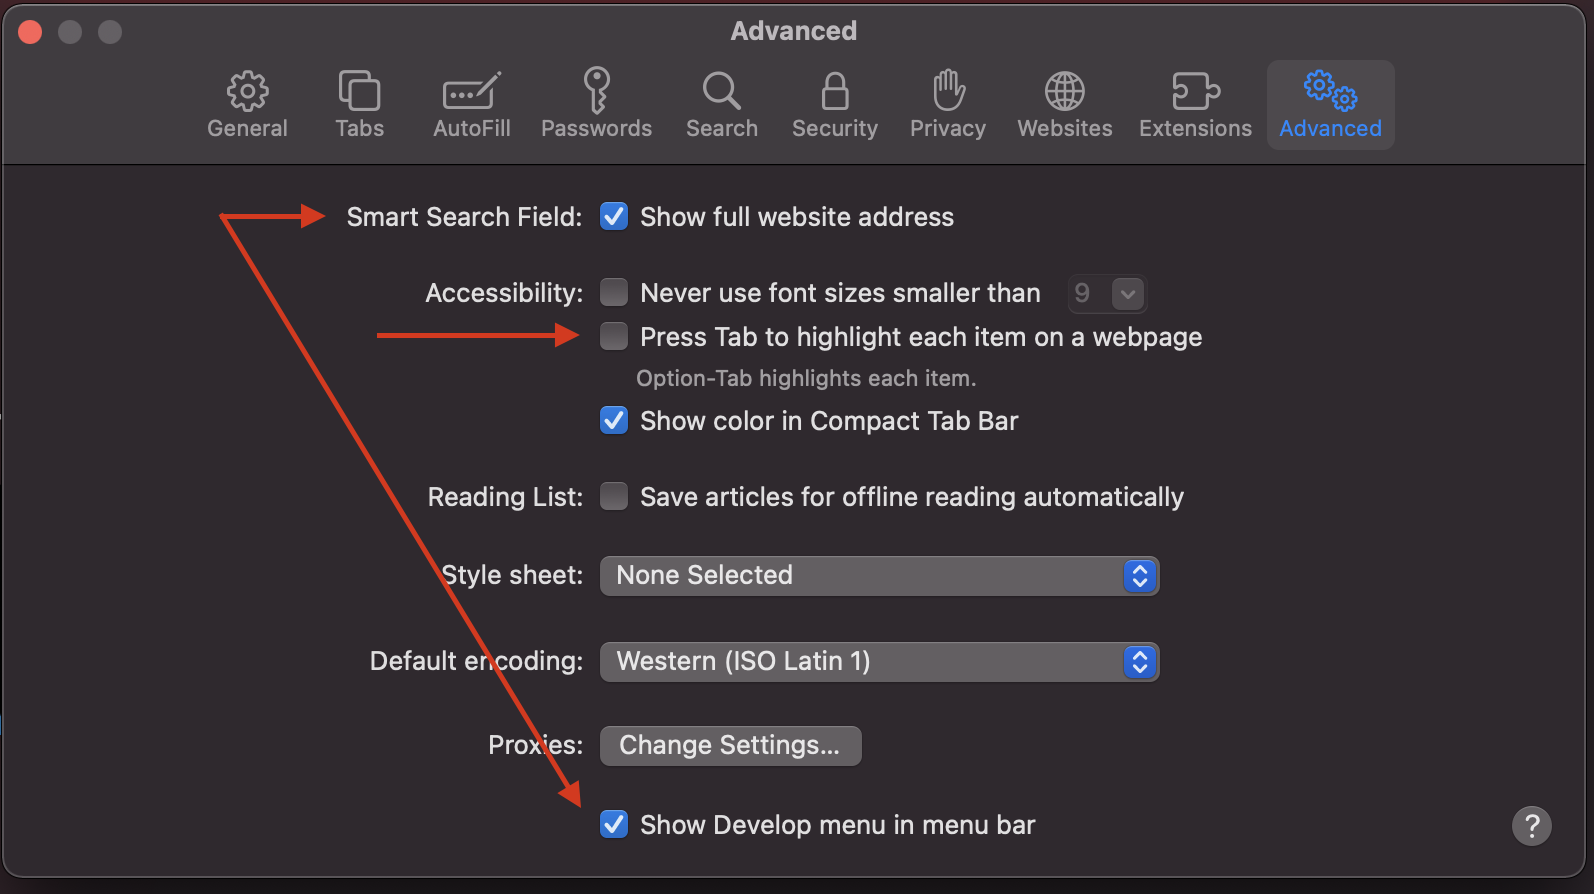 Advanced
General Tabs AutoFill Passwords Search Security Privacy Websites Extensions Advanced
Smart Search Field: Show full website address
Accessibility: Never use font sizes smaller than 9
Press Tab to highlight each item on a webpage
Option-Tab highlights each item.
Show color in Compact Tab Bar
Reading List: Save articles for offline reading automatically
Style sheet: None Selected
Default encoding: Western (ISO Latin 1)
Proxies: Change Settings...
Show Develop menu in menu bar
?